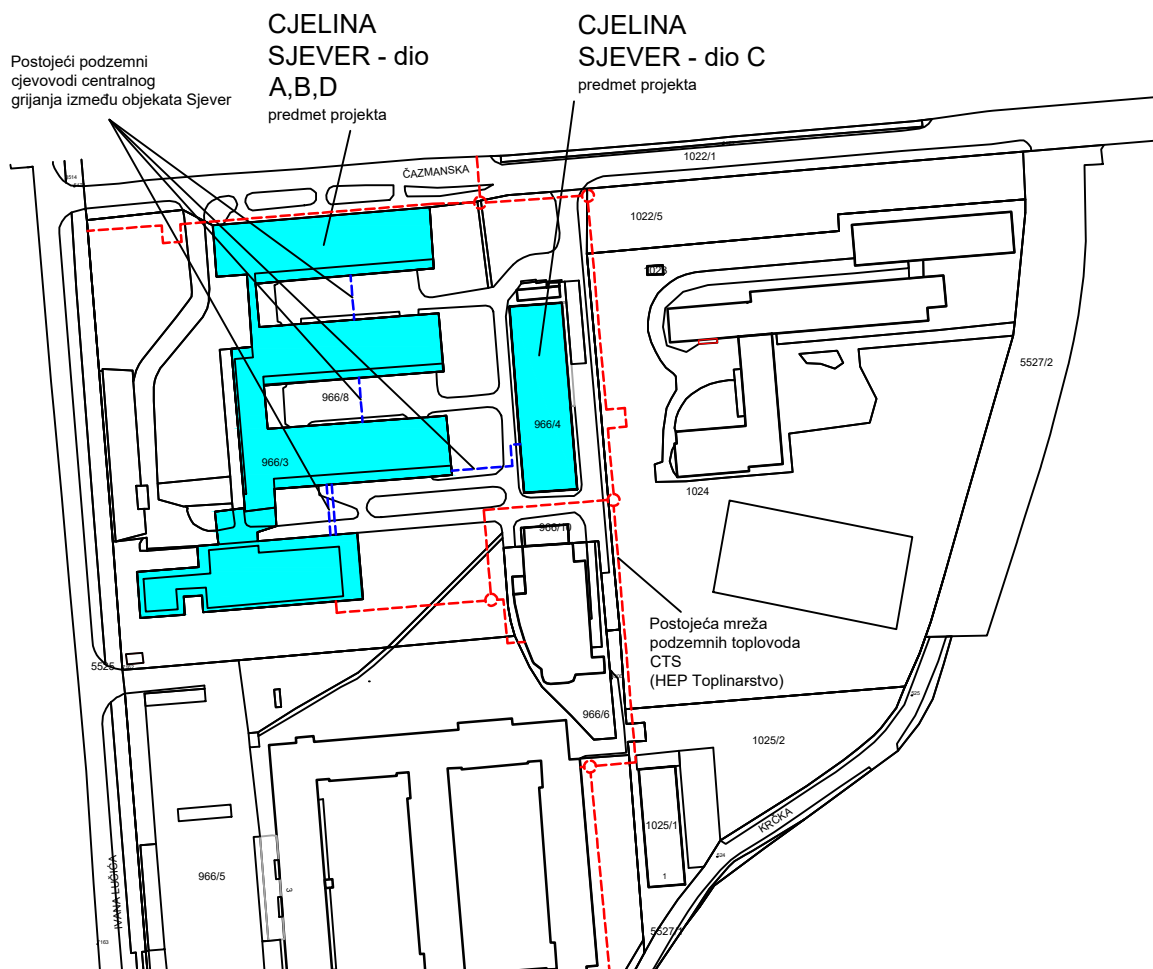 CJELINA
SJEVER - dio
A,B,D
predmet projekta
CJELINA
SJEVER - dio C
predmet projekta
Postojeći podzemni
cjevovodi centralnog
grijanja između objekata Sjever
ČAZMANSKA
1022/1
1022/5
1023
5527/2
966/8
966/4
966/3
1024
966/10
Postojeća mreža
podzemnih toplovoda
CTS
(HEP Toplinarstvo)
5525
966/6
1025/2
KRČKA
1025/1
1
966/5
3
IVANA LUČIĆA
5527/1